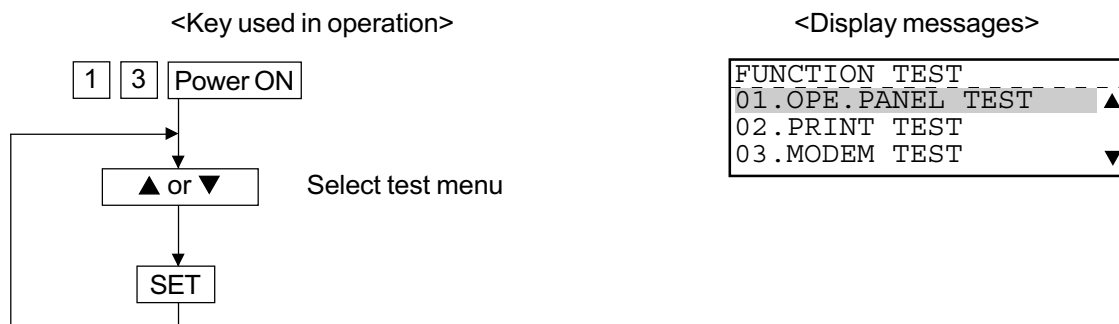 <Key used in operation>
<Display messages>
1 3 Power ON
▲ or ▼ Select test menu
SET
FUNCTION TEST
01.OPE.PANEL TEST ▲
02.PRINT TEST
03.MODEM TEST ▼